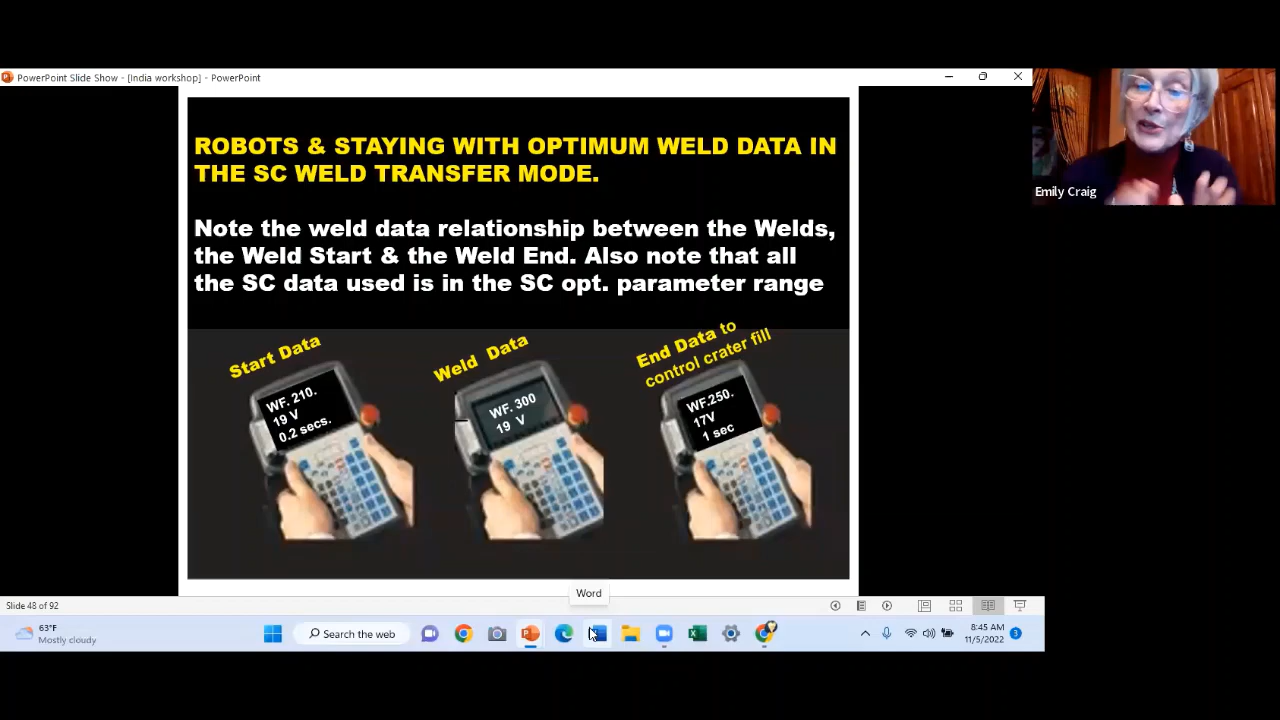 PowerPoint Slide Show - [India workshop] - PowerPoint
Emily Craig
ROBOTS & STAYING WITH OPTIMUM WELD DATA IN
THE SC WELD TRANSFER MODE.
Note the weld data relationship between the Welds,
the Weld Start & the Weld End. Also note that all
the SC data used is in the SC opt. parameter range
Start Data
WF. 210.
19 V
0.2 secs.
Weld Data
WF. 300
19 V
End Data to
control crater fill
WF.250.
17V
1 sec
Word
Slide 48 of 92
63°F
Mostly cloudy
Search the web
8:45 AM
11/5/2022
3